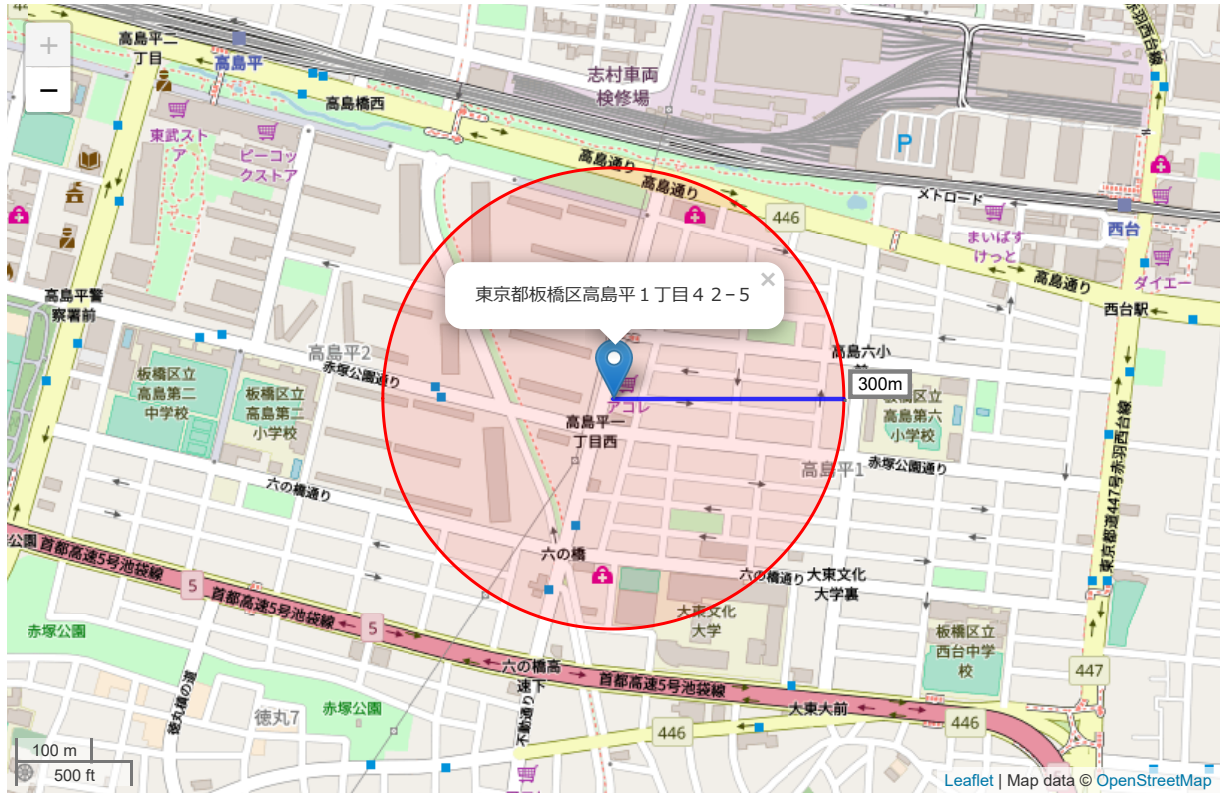 +
−
高島平二
丁目
高島平
志村車両
検修場
高島橋西
東武スト
ア
ピーコッ
クストア
P
高島通り
高島通り
446
メトロード
まいばす
けっと
西台
ダイエー
高島通り
西台駅
高島平警
察署前
東京都板橋区高島平１丁目４２−５
×
高島平2
赤塚公園通り
高島六小
前
300m
アコレ
高島平一
丁目西
板橋区立
高島第二
中学校
板橋区立
高島第二
小学校
板橋区立
高島第六
小学校
高島平1
赤塚公園通り
六の橋通り
東京都道447号赤羽西台線
公園
首都高速5号池袋線
六の橋
5
首都高速5号池袋線
5
六の橋通り
大東文化
大学裏
大東文化
大学
赤塚公園
板橋区立
西台中学
校
447
六の橋高
速下
首都高速5号池袋線
徳丸槙の道
徳丸7
赤塚公園
不動通り
大東大前
446
446
100 m
500 ft
Leaflet | Map data © OpenStreetMap